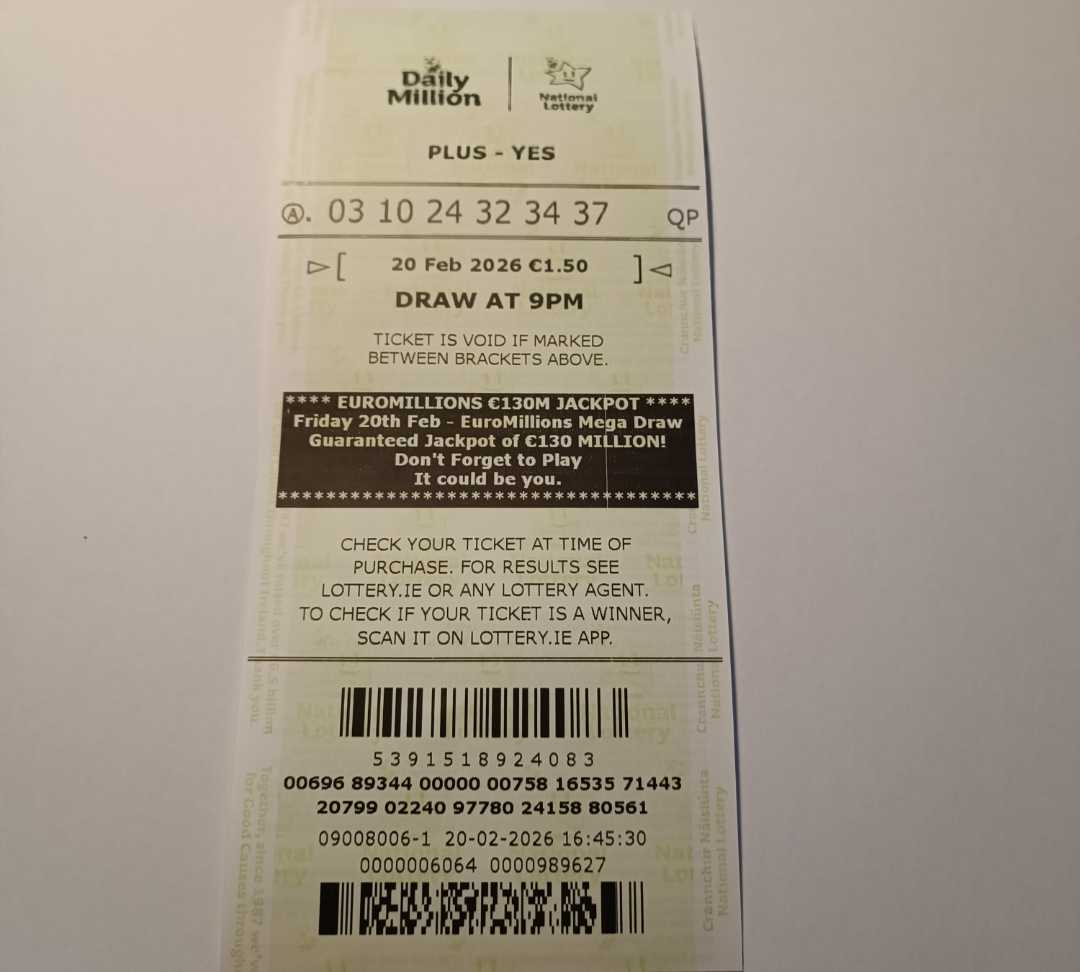 Daily Million
National Lottery
PLUS - YES
Ⓐ. 03 10 24 32 34 37 QP
▷[ 20 Feb 2026 €1.50 ]◁
DRAW AT 9PM
TICKET IS VOID IF MARKED
BETWEEN BRACKETS ABOVE.
**** EUROMILLIONS €130M JACKPOT ****
Friday 20th Feb - EuroMillions Mega Draw
Guaranteed Jackpot of €130 MILLION!
Don't Forget to Play
It could be you.
************************************
CHECK YOUR TICKET AT TIME OF
PURCHASE. FOR RESULTS SEE
LOTTERY.IE OR ANY LOTTERY AGENT.
TO CHECK IF YOUR TICKET IS A WINNER,
SCAN IT ON LOTTERY.IE APP.
5391518924083
00696 89344 00000 00758 16535 71443
20799 02240 97780 24158 80561
09008006-1 20-02-2026 16:45:30
0000006064 0000989627
Crannchur Náisiúnta
National Lottery